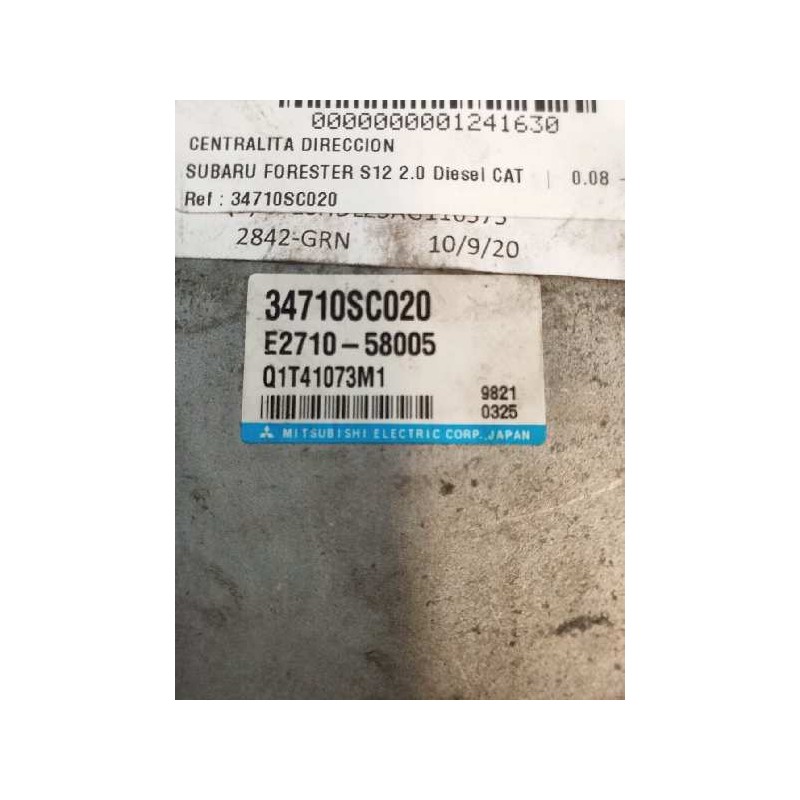 0000000001241630
CENTRALITA DIRECCION
SUBARU FORESTER S12 2.0 Diesel CAT | 0.08 -
Ref : 34710SC020
2842-GRN 10/9/20
34710SC020
E2710-58005
Q1T41073M1
9821
0325
MITSUBISHI ELECTRIC CORP., JAPAN